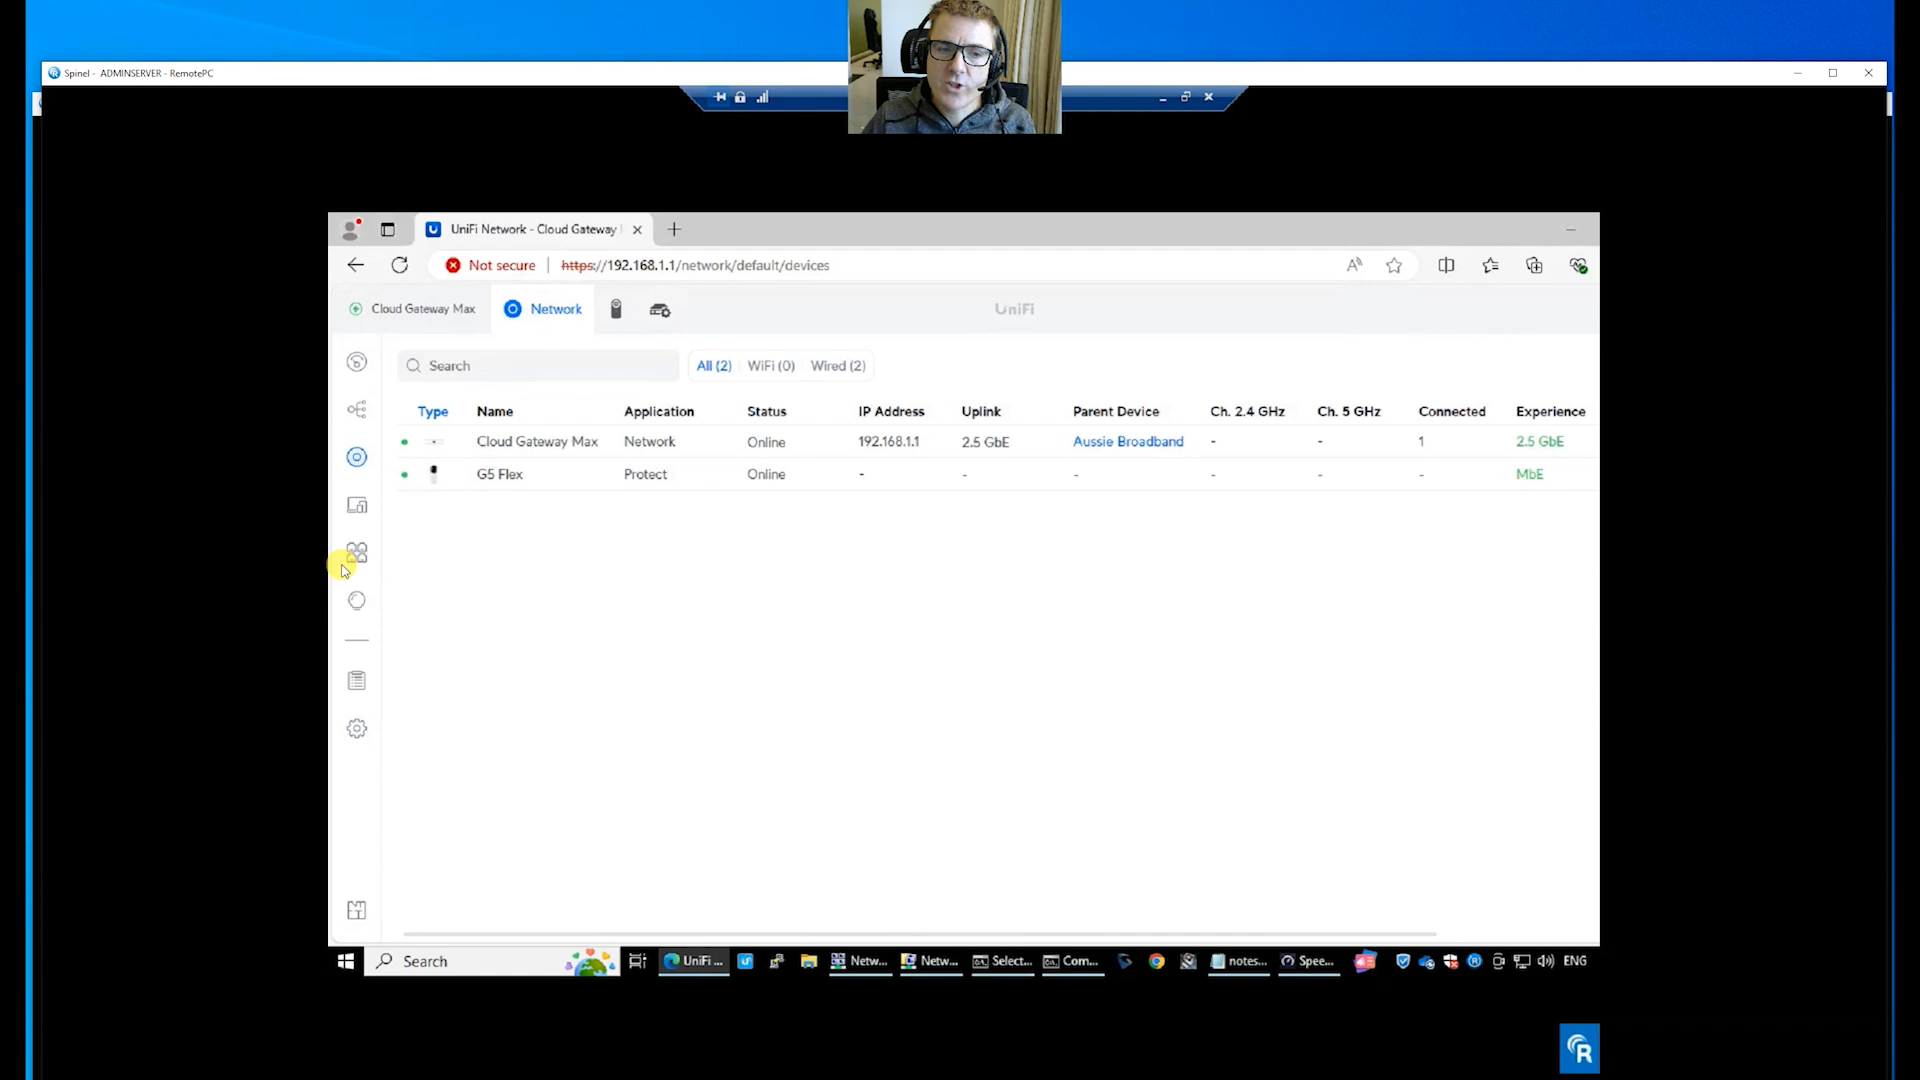 Spinel - ADMINSERVER - RemotePC
UniFi Network - Cloud Gateway
Not secure https://192.168.1.1/network/default/devices
Cloud Gateway Max Network UniFi
Search All (2) WiFi (0) Wired (2)
Type Name Application Status IP Address Uplink Parent Device Ch. 2.4 GHz Ch. 5 GHz Connected Experience
Cloud Gateway Max Network Online 192.168.1.1 2.5 GbE Aussie Broadband - - 1 2.5 GbE
G5 Flex Protect Online - - - - - - MbE
Search UniFi ... Netw... Netw... Select... Com... notes... Spee... ENG